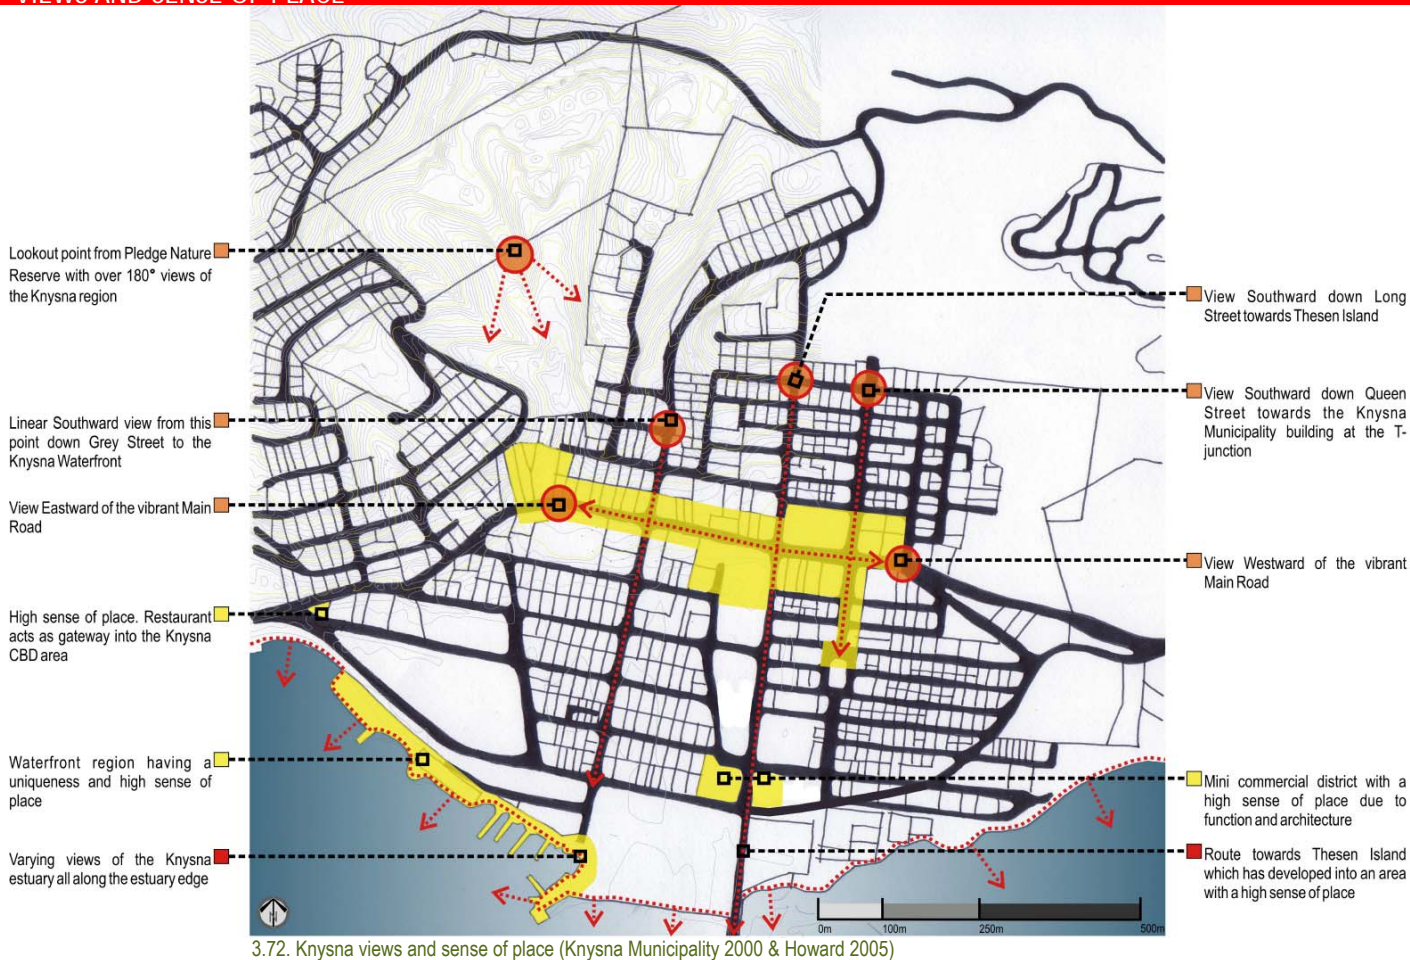 VIEWS AND SENSE OF PLACE
Lookout point from Pledge Nature
Reserve with over 180° views of
the Knysna region
Linear Southward view from this
point down Grey Street to the
Knysna Waterfront
View Eastward of the vibrant Main
Road
High sense of place. Restaurant
acts as gateway into the Knysna
CBD area
Waterfront region having a
uniqueness and high sense of
place
Varying views of the Knysna
estuary all along the estuary edge
View Southward down Long
Street towards Thesen Island
View Southward down Queen
Street towards the Knysna
Municipality building at the T-
junction
View Westward of the vibrant
Main Road
Mini commercial district with a
high sense of place due to
function and architecture
Route towards Thesen Island
which has developed into an area
with a high sense of place
N
0m 100m 250m 500m
3.72. Knysna views and sense of place (Knysna Municipality 2000 & Howard 2005)